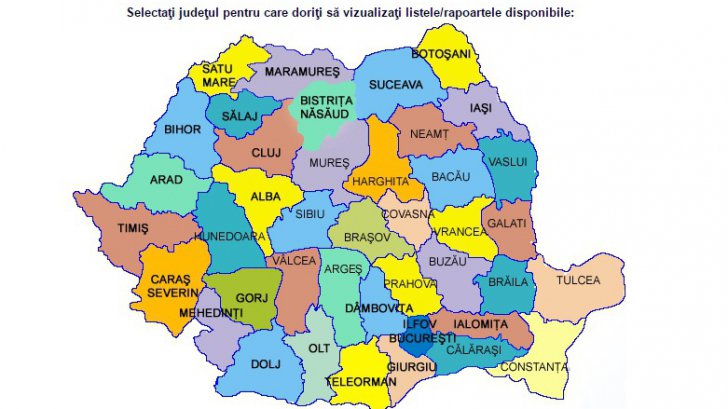 Selectaţi judeţul pentru care doriţi să vizualizaţi listele/rapoartele disponibile:
BOTOŞANI
SATU
MARE
MARAMUREŞ
SUCEAVA
BISTRIŢA
NĂSĂUD
IAŞI
SĂLAJ
BIHOR
NEAMŢ
CLUJ
MUREŞ
VASLUI
ARAD
HARGHITA
BACĂU
ALBA
SIBIU
COVASNA
TIMIŞ
HUNEDOARA
BRAŞOV
VRANCEA
GALATI
VÂLCEA
ARGEŞ
BUZĂU
CARAŞ
SEVERIN
PRAHOVA
BRĂILA
TULCEA
GORJ
MEHEDINŢI
DÂMBOVIŢA
ILFOV
BUCUREŞTI
IALOMIŢA
OLT
CĂLĂRAŞI
DOLJ
GIURGIU
CONSTANŢA
TELEORMAN